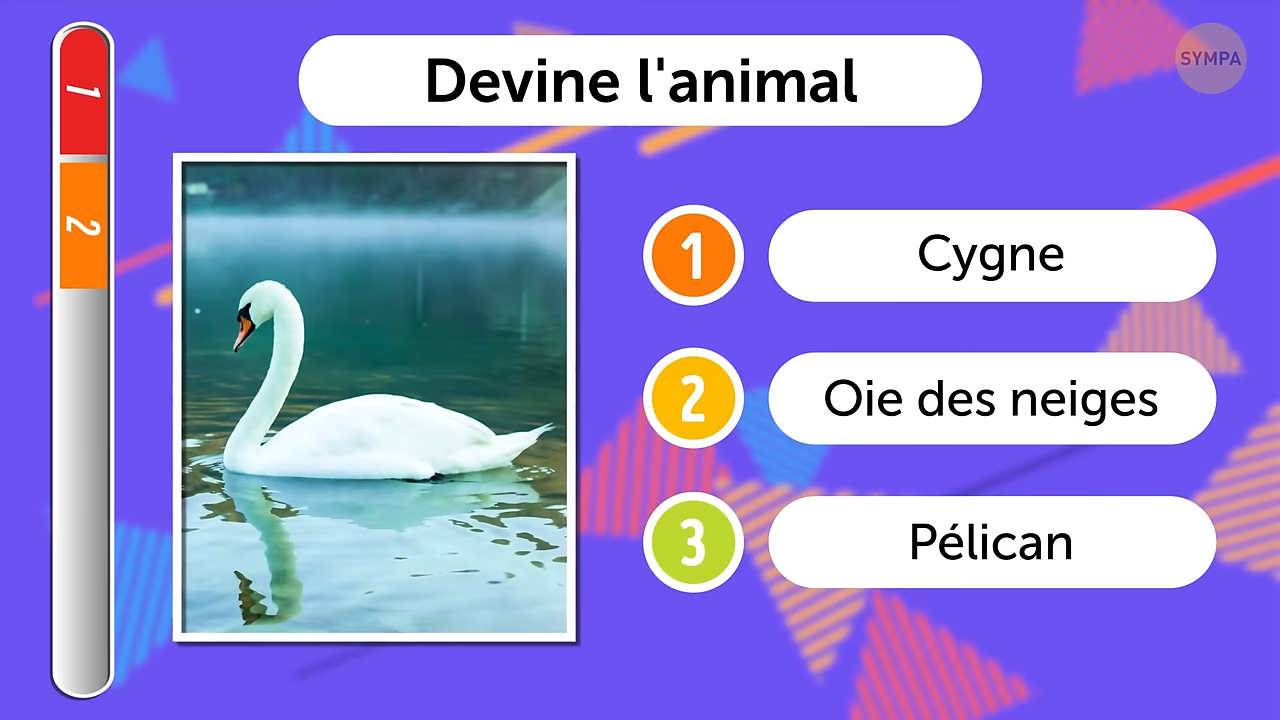 Devine l'animal
SYMPA
1
2
1
Cygne
2
Oie des neiges
3
Pélican